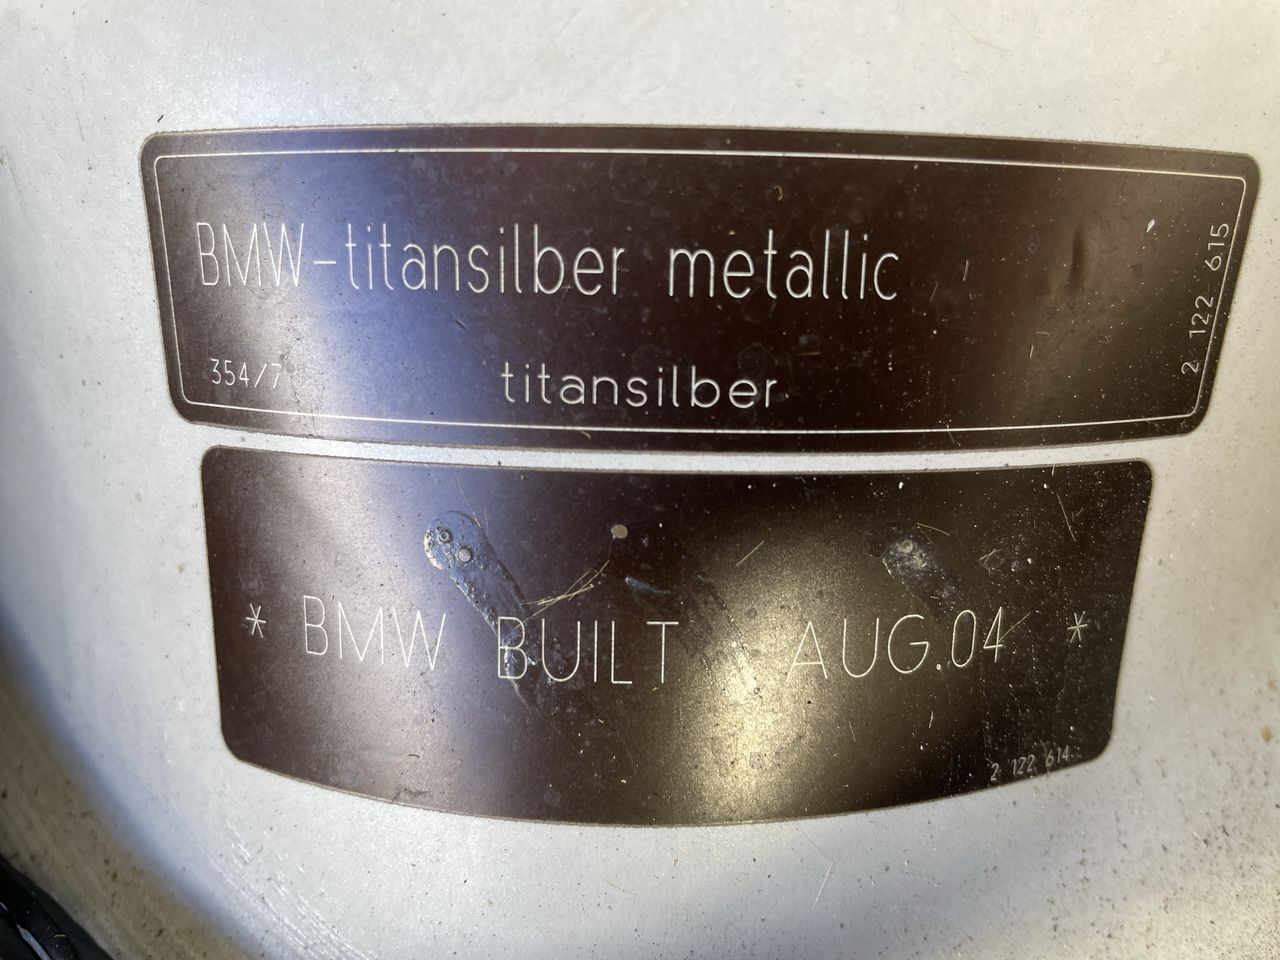 BMW-titansilber metallic
354/7
titansilber
2 122 615
* BMW BUILT AUG.04 *
2 122 614